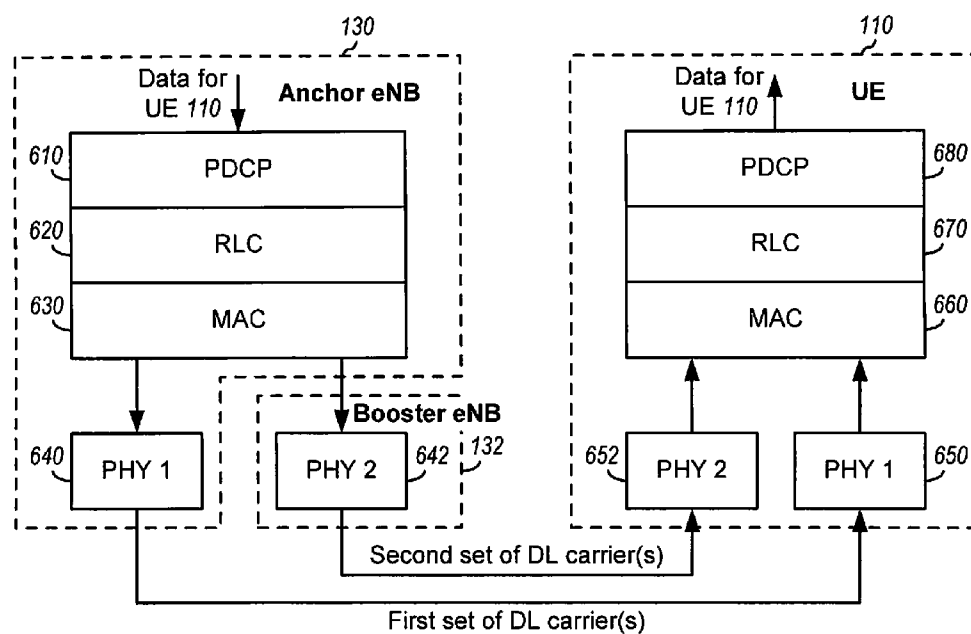 130
Data for
UE 110
Anchor eNB
610
PDCP
620
RLC
630
MAC
Booster eNB
640
PHY 1
PHY 2
642
132
110
Data for
UE 110
UE
PDCP
680
RLC
670
MAC
660
652
PHY 2
PHY 1
650
Second set of DL carrier(s)
First set of DL carrier(s)